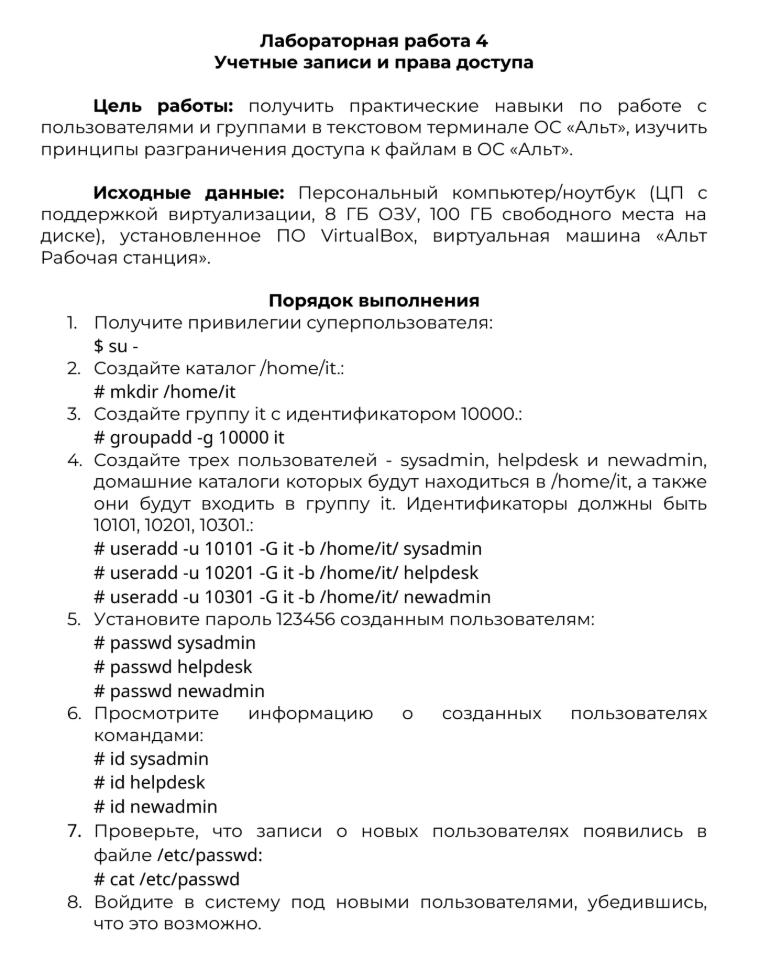 Лабораторная работа 4
Учетные записи и права доступа
Цель работы: получить практические навыки по работе с
пользователями и группами в текстовом терминале ОС «Альт», изучить
принципы разграничения доступа к файлам в ОС «Альт».
Исходные данные: Персональный компьютер/ноутбук (ЦП с
поддержкой виртуализации, 8 ГБ ОЗУ, 100 ГБ свободного места на
диске), установленное ПО VirtualBox, виртуальная машина «Альт
Рабочая станция».
Порядок выполнения
1. Получите привилегии суперпользователя:
$ su -
2. Создайте каталог /home/it.:
# mkdir /home/it
3. Создайте группу it с идентификатором 10000.:
# groupadd -g 10000 it
4. Создайте трех пользователей - sysadmin, helpdesk и newadmin,
домашние каталоги которых будут находиться в /home/it, а также
они будут входить в группу it. Идентификаторы должны быть
10101, 10201, 10301.:
# useradd -u 10101 -G it -b /home/it/ sysadmin
# useradd -u 10201 -G it -b /home/it/ helpdesk
# useradd -u 10301 -G it -b /home/it/ newadmin
5. Установите пароль 123456 созданным пользователям:
# passwd sysadmin
# passwd helpdesk
# passwd newadmin
6. Просмотрите информацию о созданных пользователях
командами:
# id sysadmin
# id helpdesk
# id newadmin
7. Проверьте, что записи о новых пользователях появились в
файле /etc/passwd:
# cat /etc/passwd
8. Войдите в систему под новыми пользователями, убедившись,
что это возможно.